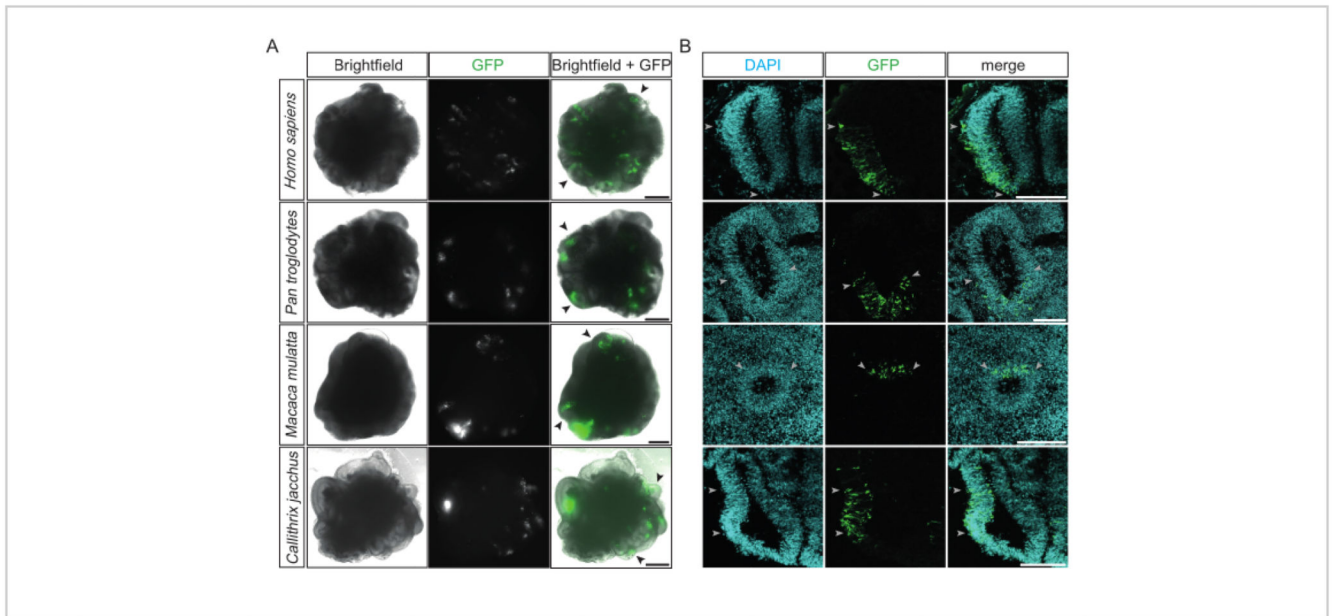 A
B
Brightfield GFP Brightfield + GFP
DAPI GFP merge
Homo sapiens
Pan troglodytes
Macaca mulatta
Callithrix jacchus